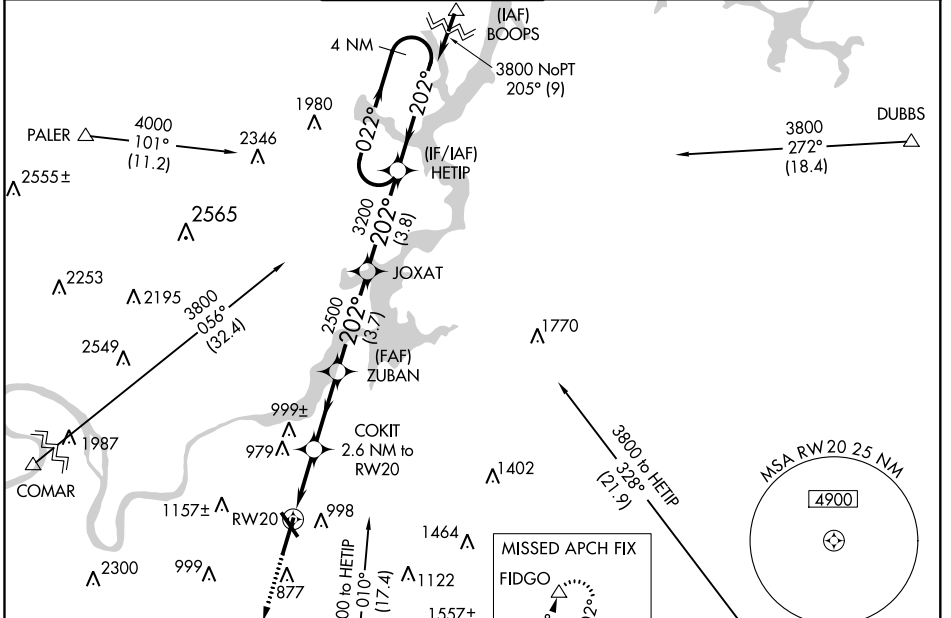 (IAF)
BOOPS
4 NM
3800 NoPT
205° (9)
202°
022°
1980
PALER
4000
101°
(11.2)
2346
DUBBS
3800
272°
(18.4)
(IF/IAF)
HETIP
2555±
2565
3200
202°
(3.8)
JOXAT
2253
2195
3800
056°
(32.4)
2500
202°
(3.7)
2549
1770
(FAF)
ZUBAN
999±
979
COKIT
2.6 NM to
RW20
1987
COMAR
1402
3800 to HETIP
328°
(21.9)
MSA RW20 25 NM
4900
1157±
RW20
998
1464
MISSED APCH FIX
FIDGO
2300
999
877
00 to HETIP
010°
(17.4)
1122
1557±
02°